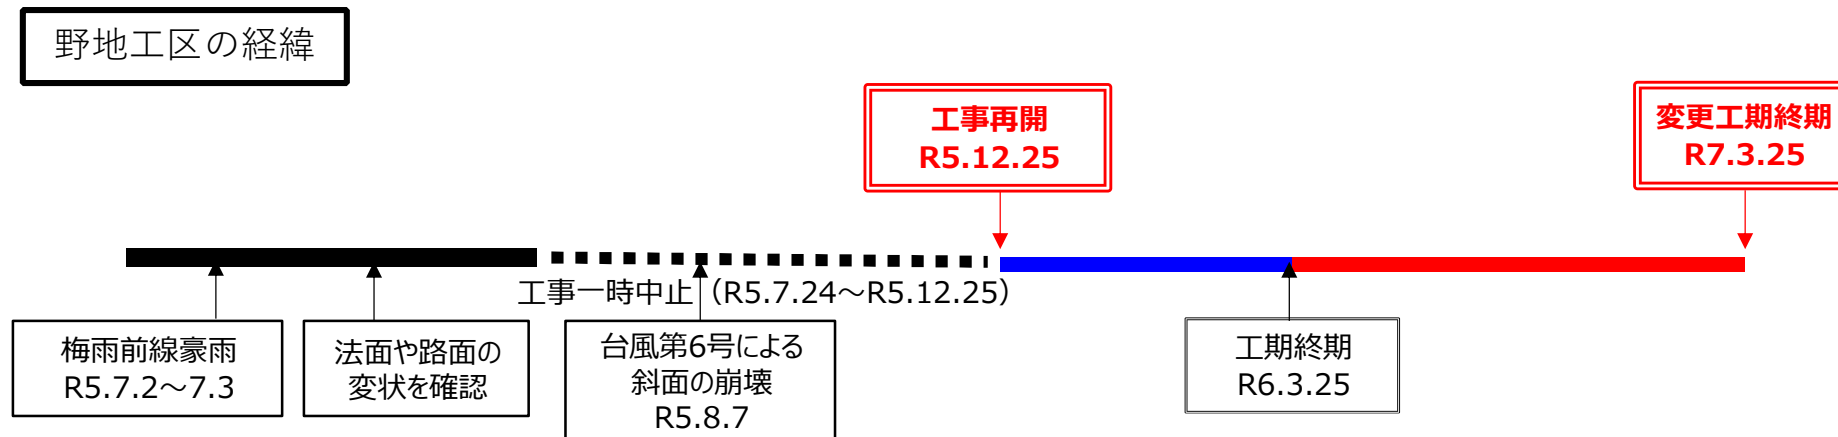 野地工区の経緯
工事再開
R5.12.25
変更工期終期
R7.3.25
工事一時中止（R5.7.24～R5.12.25）
梅雨前線豪雨
R5.7.2～7.3
法面や路面の
変状を確認
台風第6号による
斜面の崩壊
R5.8.7
工期終期
R6.3.25